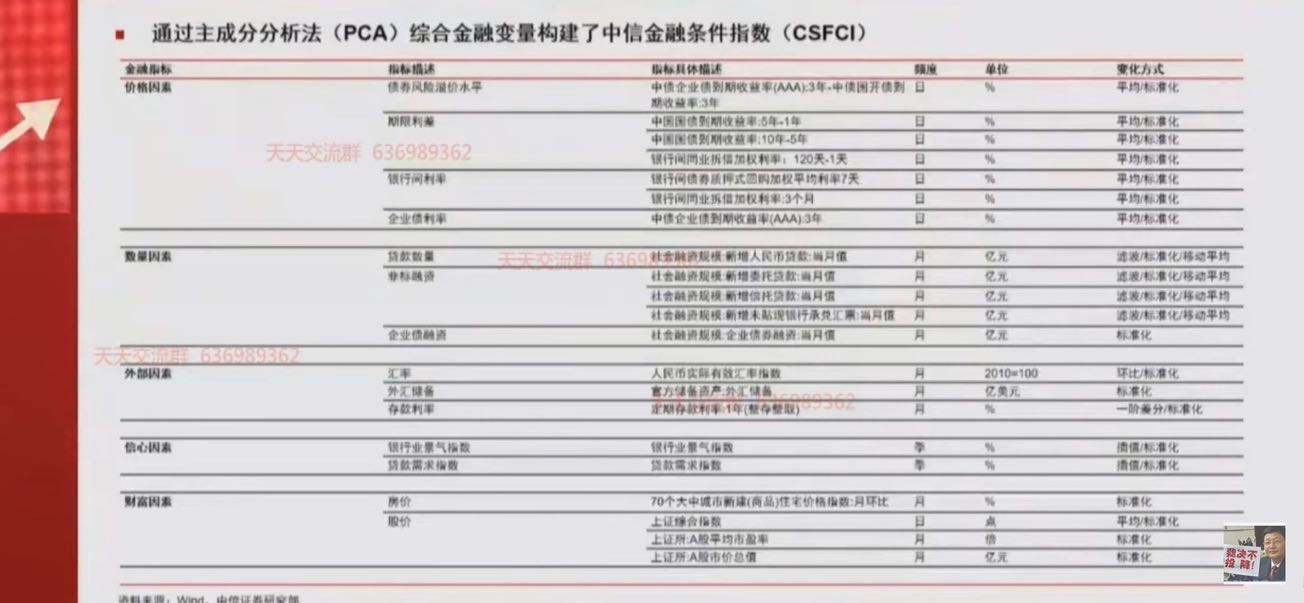 ▪ 通过主成分分析法（PCA）综合金融变量构建了中信金融条件指数（CSFCI）
金融指标 指标描述 指标具体描述 频度 单位 变化方式
价格因素 债券风险溢价水平 中债企业债到期收益率(AAA):3年-中债国开债到期收益率:3年 日 % 平均/标准化
期限利差 中国国债到期收益率:5年-1年 日 % 平均/标准化
中国国债到期收益率:10年-5年 日 % 平均/标准化
天天交流群 636989362
银行间同业拆借加权利率：120天-1天 日 % 平均/标准化
银行间利率 银行间债券质押式回购加权平均利率7天 日 % 平均/标准化
银行间同业拆借加权利率:3个月 日 % 平均/标准化
企业债利率 中债企业债到期收益率(AAA):3年 日 % 平均/标准化
数量因素 贷款数量 社会融资规模:新增人民币贷款:当月值 月 亿元 滤波/标准化/移动平均
天天交流群
非标融资 社会融资规模:新增委托贷款:当月值 月 亿元 滤波/标准化/移动平均
社会融资规模:新增信托贷款:当月值 月 亿元 滤波/标准化/移动平均
社会融资规模:新增未贴现银行承兑汇票:当月值 月 亿元 滤波/标准化/移动平均
企业债融资 社会融资规模:企业债券融资:当月值 月 亿元 标准化
天天交流群 636989362
外部因素 汇率 人民币实际有效汇率指数 月 2010=100 环比/标准化
外汇储备 官方储备资产:外汇储备 月 亿美元 标准化
存款利率 定期存款利率:1年(整存整取) 月 % 一阶差分/标准化
信心因素 银行业景气指数 银行业景气指数 季 % 插值/标准化
贷款需求指数 贷款需求指数 季 % 插值/标准化
财富因素 房价 70个大中城市新建(商品)住宅价格指数:月环比 月 % 标准化
股价 上证综合指数 日 点 平均/标准化
上证所:A股平均市盈率 月 倍 标准化
上证所:A股市价总值 月 亿元 标准化
决不
投降!
资料来源：Wind，中信证券研究部